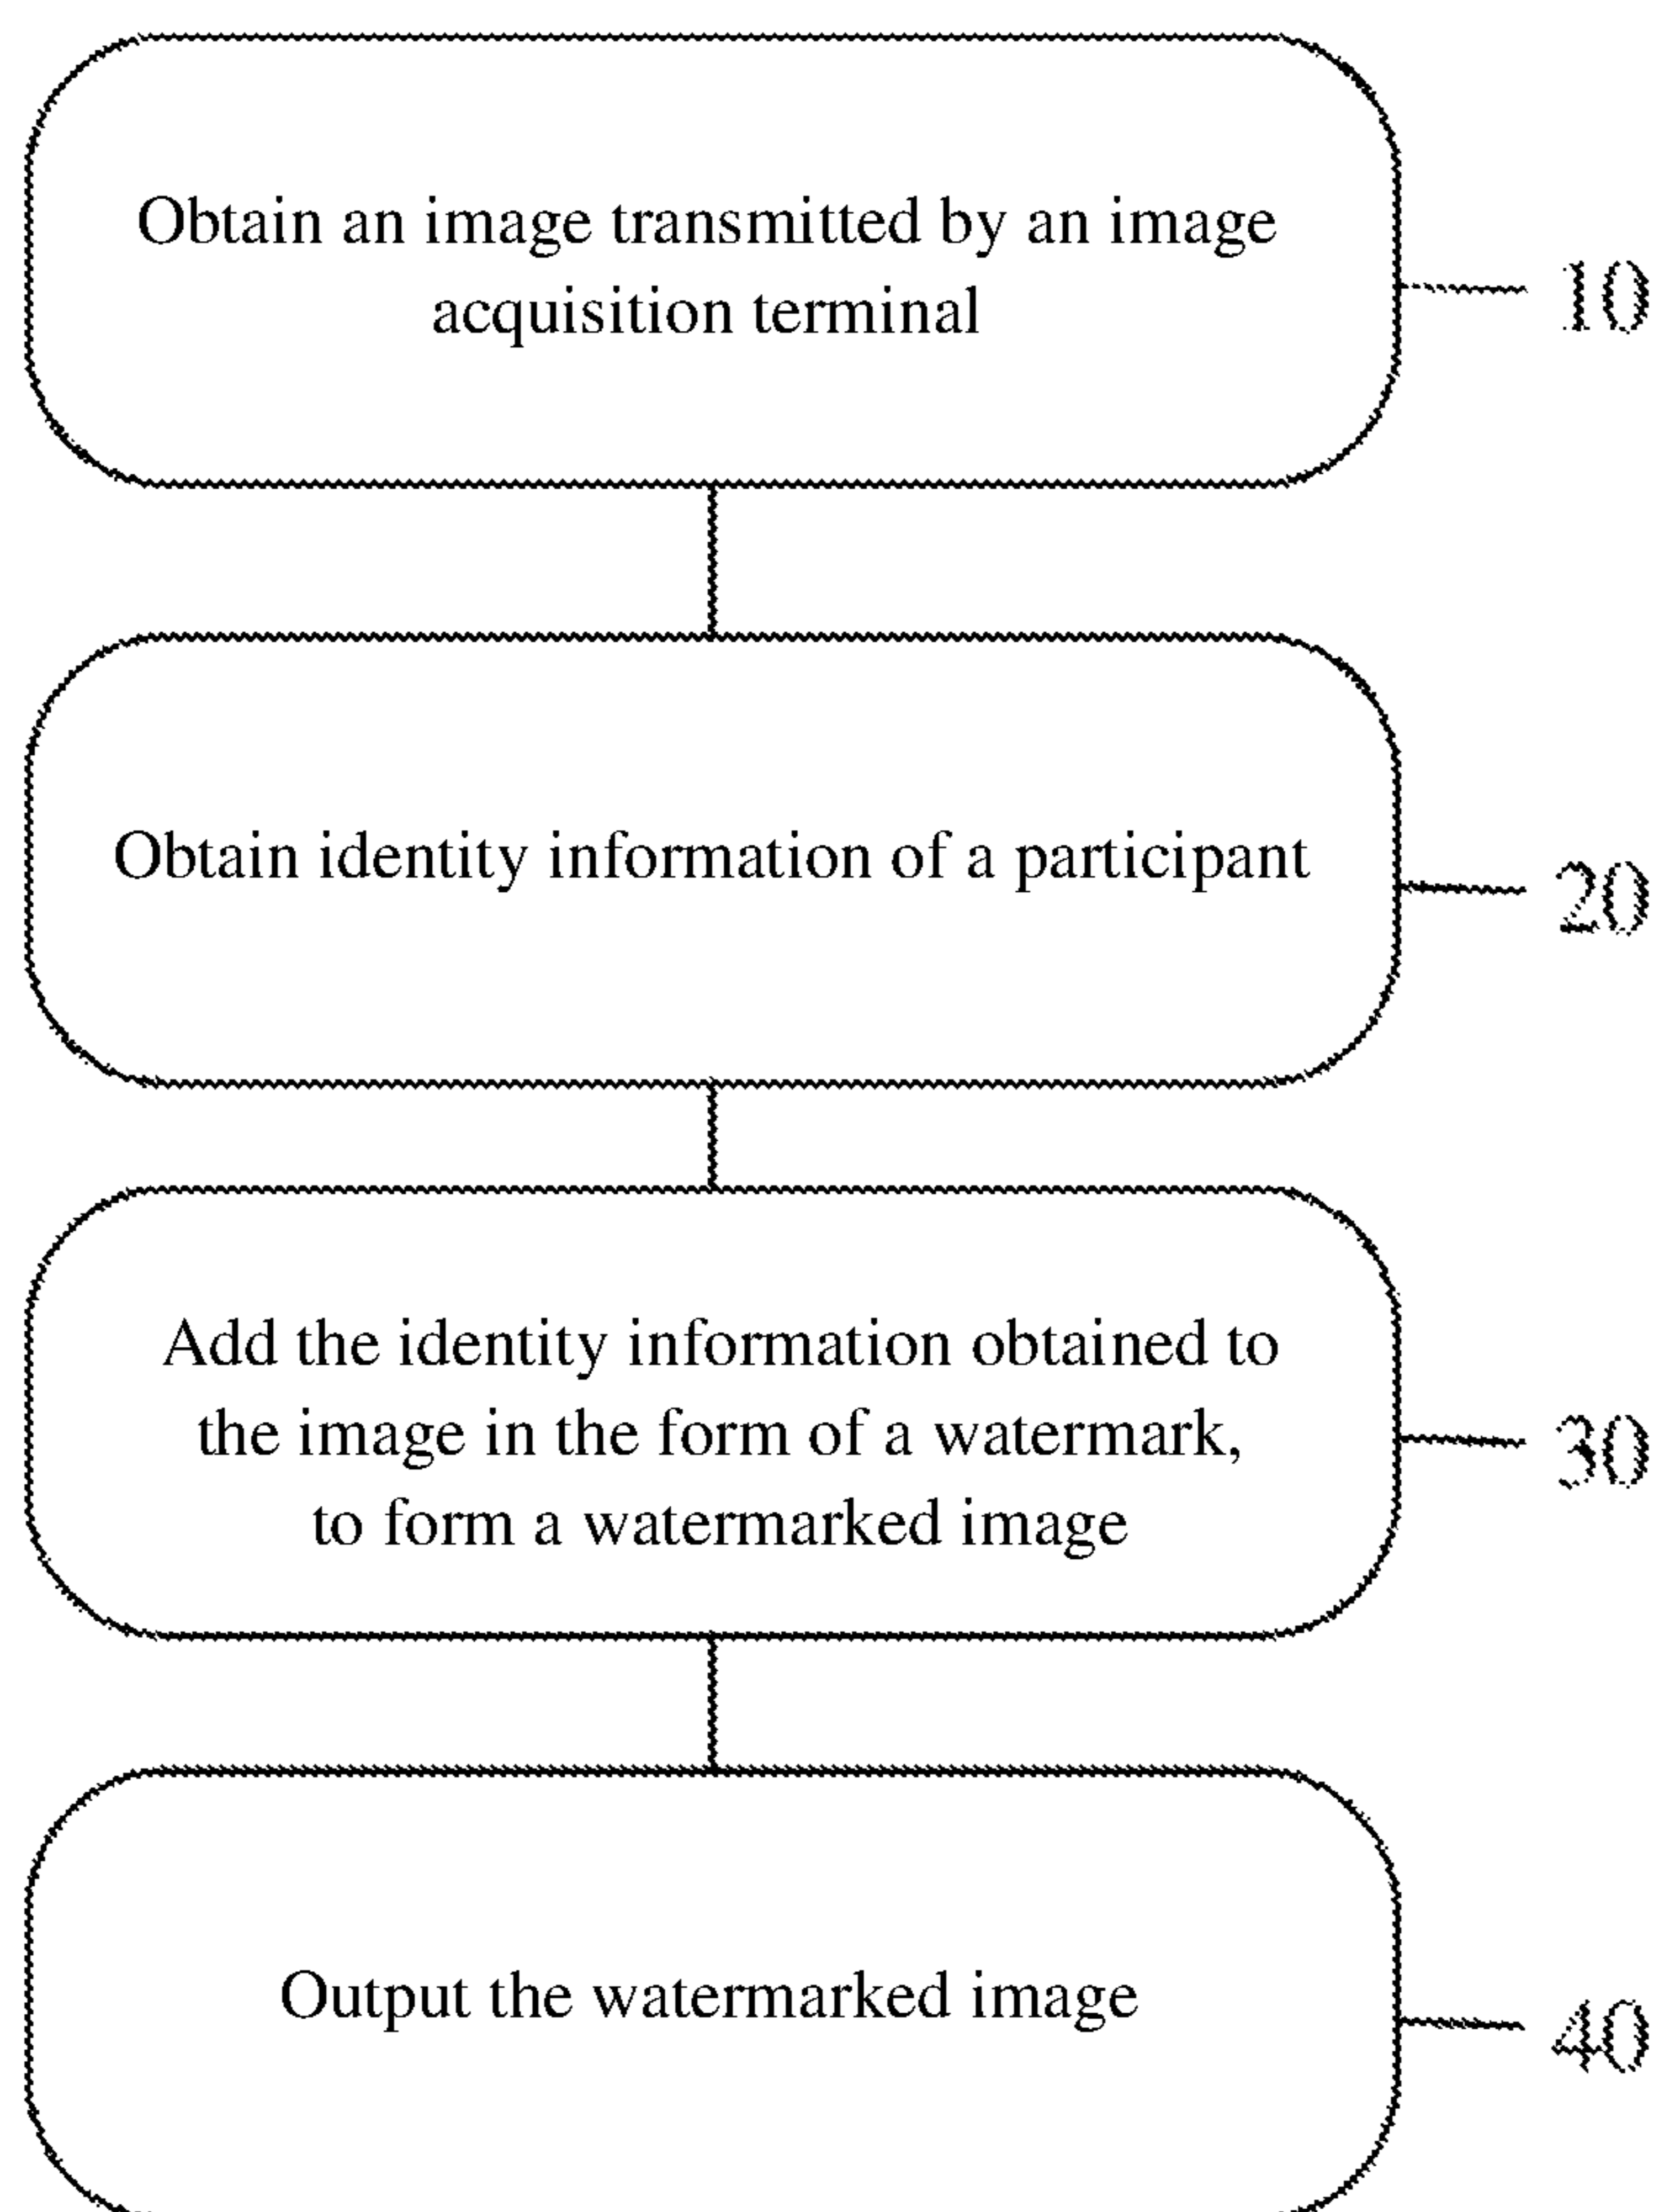 Obtain an image transmitted by an image
acquisition terminal
10
Obtain identity information of a participant
20
Add the identity information obtained to
the image in the form of a watermark,
to form a watermarked image
30
Output the watermarked image
40